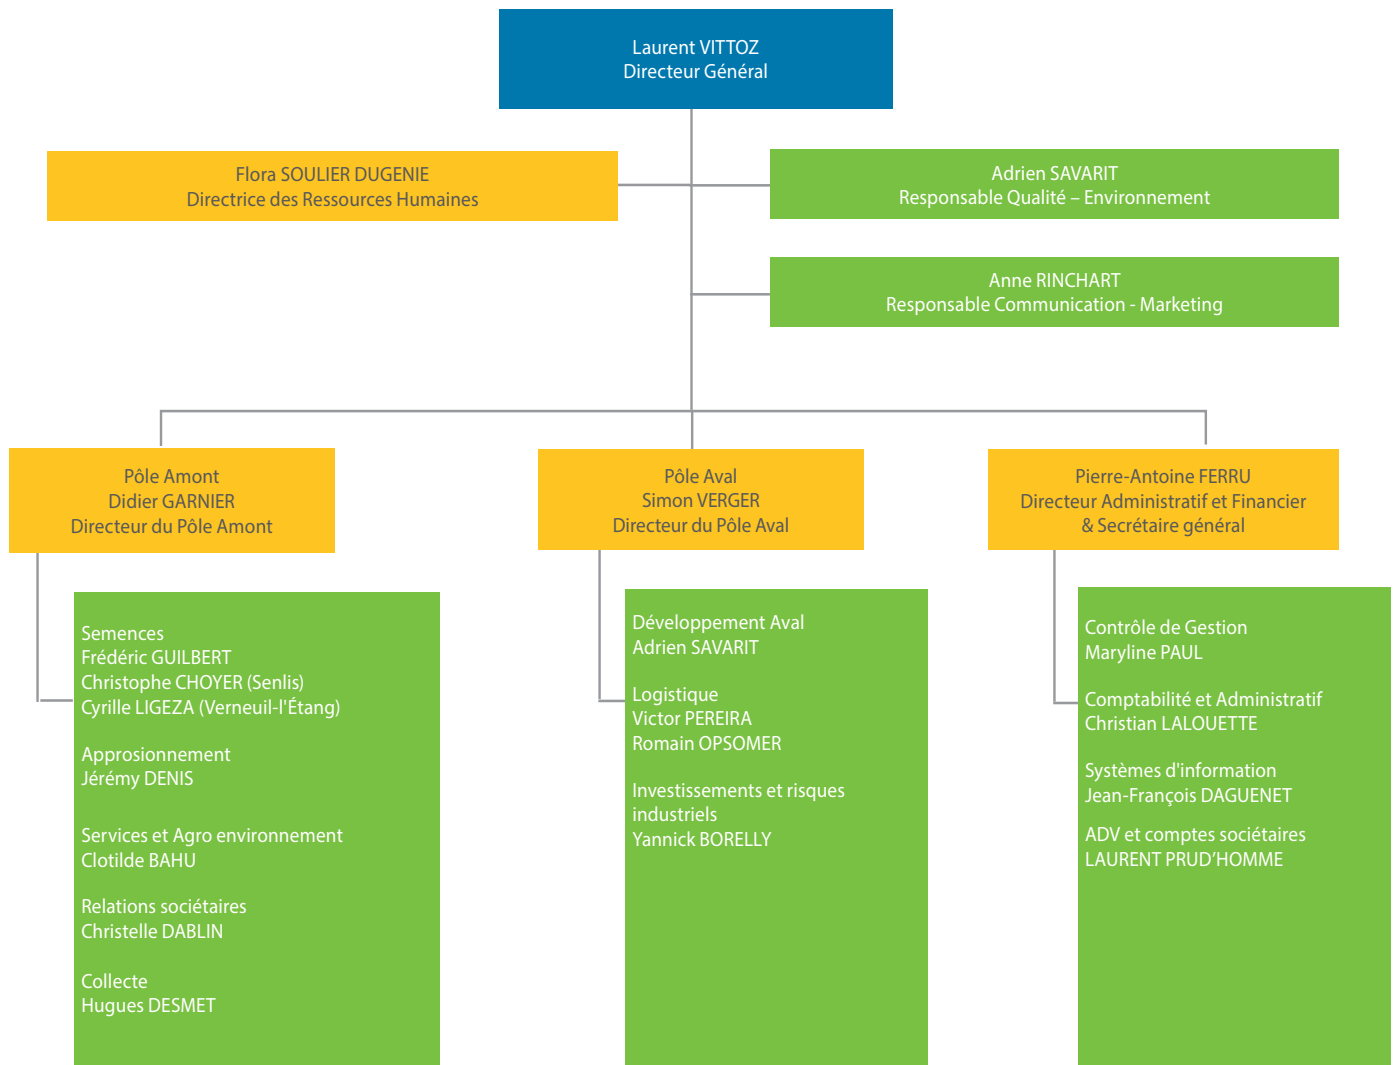 Laurent VITTOZ
Directeur Général
Flora SOULIER DUGENIE
Directrice des Ressources Humaines
Adrien SAVARIT
Responsable Qualité – Environnement
Anne RINCHART
Responsable Communication - Marketing
Pôle Amont
Didier GARNIER
Directeur du Pôle Amont
Pôle Aval
Simon VERGER
Directeur du Pôle Aval
Pierre-Antoine FERRU
Directeur Administratif et Financier
& Secrétaire général
Semences
Frédéric GUILBERT
Christophe CHOYER (Senlis)
Cyrille LIGEZA (Verneuil-l'Étang)
Approsionnement
Jérémy DENIS
Services et Agro environnement
Clotilde BAHU
Relations sociétaires
Christelle DABLIN
Collecte
Hugues DESMET
Développement Aval
Adrien SAVARIT
Logistique
Victor PEREIRA
Romain OPSOMER
Investissements et risques
industriels
Yannick BORELLY
Contrôle de Gestion
Maryline PAUL
Comptabilité et Administratif
Christian LALOUETTE
Systèmes d'information
Jean-François DAGUENET
ADV et comptes sociétaires
LAURENT PRUD’HOMME